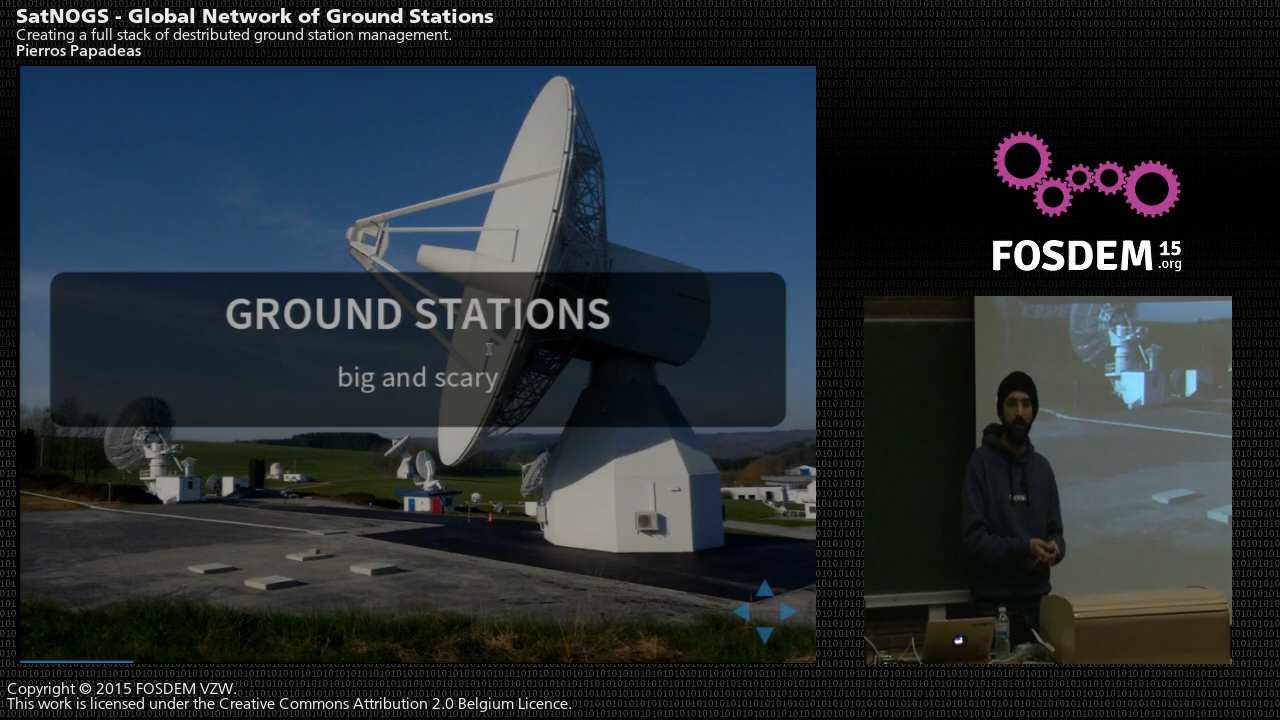 SatNOGS - Global Network of Ground Stations
Creating a full stack of destributed ground station management.
Pierros Papadeas
GROUND STATIONS
big and scary
FOSDEM 15
.org
Copyright © 2015 FOSDEM VZW.
This work is licensed under the Creative Commons Attribution 2.0 Belgium Licence.